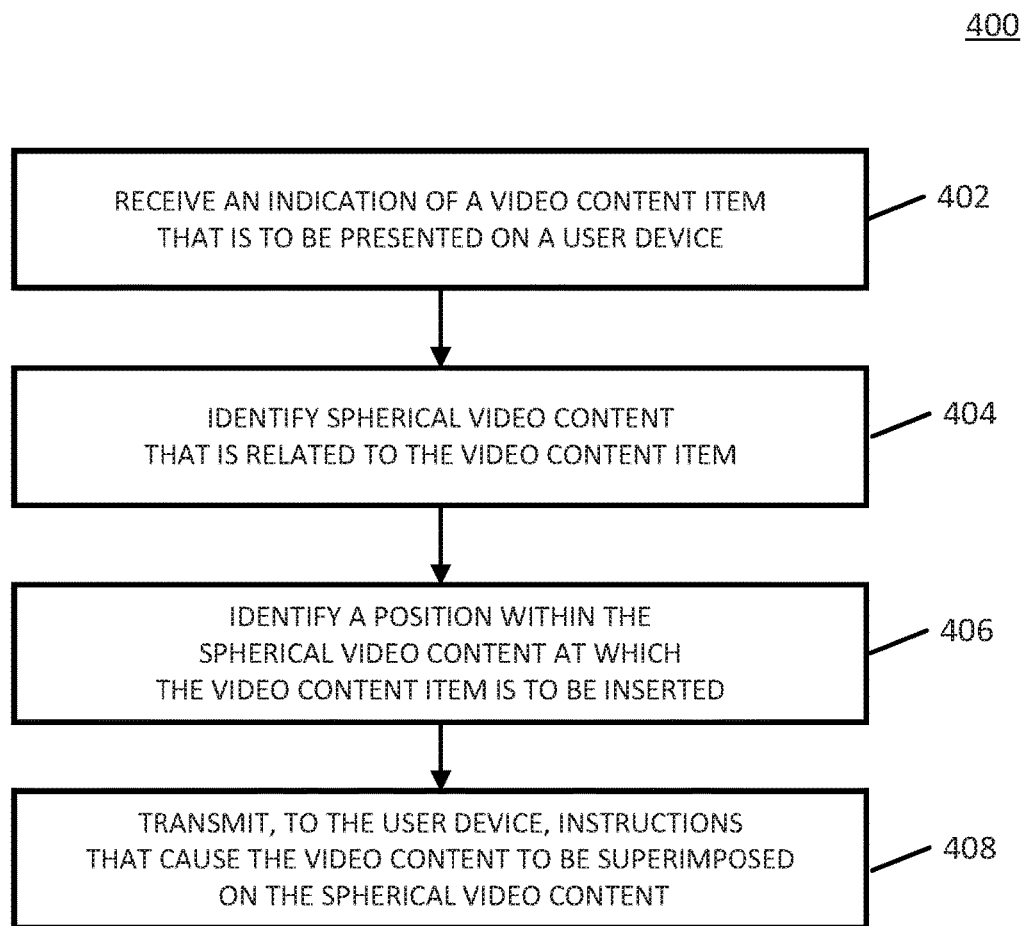 400
RECEIVE AN INDICATION OF A VIDEO CONTENT ITEM
THAT IS TO BE PRESENTED ON A USER DEVICE
402
IDENTIFY SPHERICAL VIDEO CONTENT
THAT IS RELATED TO THE VIDEO CONTENT ITEM
404
IDENTIFY A POSITION WITHIN THE
SPHERICAL VIDEO CONTENT AT WHICH
THE VIDEO CONTENT ITEM IS TO BE INSERTED
406
TRANSMIT, TO THE USER DEVICE, INSTRUCTIONS
THAT CAUSE THE VIDEO CONTENT TO BE SUPERIMPOSED
ON THE SPHERICAL VIDEO CONTENT
408